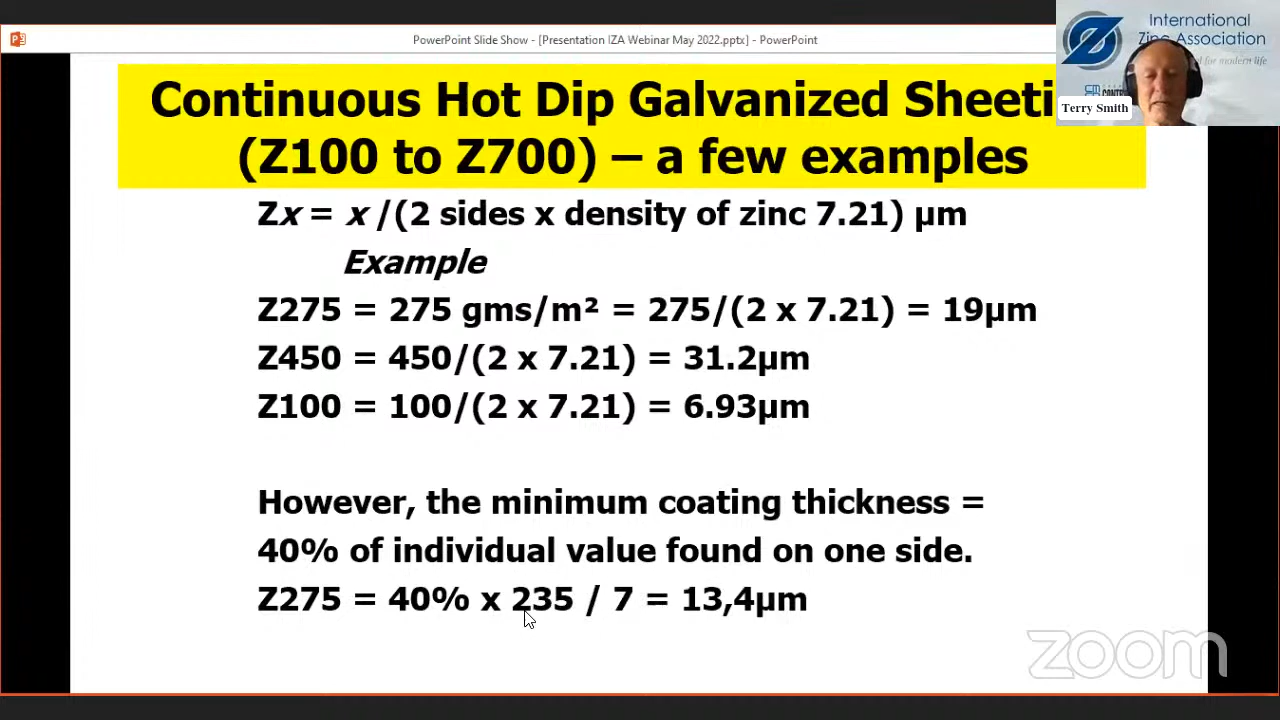 PowerPoint Slide Show - [Presentation IZA Webinar May 2022.pptx] - PowerPoint
International
Zinc Association
for modern life
Terry Smith
Continuous Hot Dip Galvanized Sheeti
(Z100 to Z700) – a few examples
Zx = x /(2 sides x density of zinc 7.21) µm
Example
Z275 = 275 gms/m² = 275/(2 x 7.21) = 19µm
Z450 = 450/(2 x 7.21) = 31.2µm
Z100 = 100/(2 x 7.21) = 6.93µm
However, the minimum coating thickness =
40% of individual value found on one side.
Z275 = 40% x 235 / 7 = 13,4µm
zoom